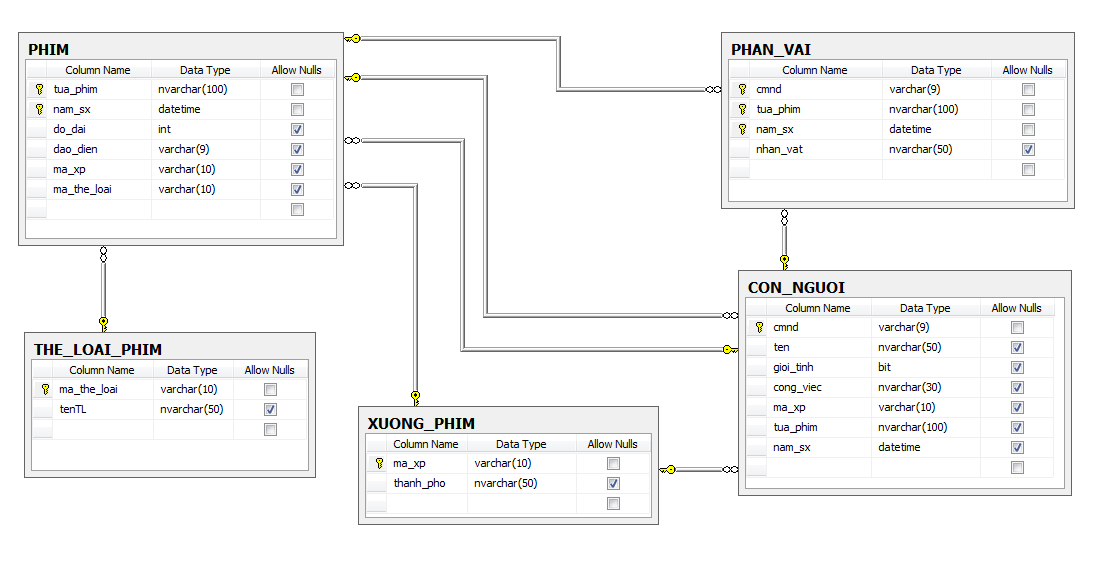 PHIM
Column Name Data Type Allow Nulls
tua_phim nvarchar(100)
nam_sx datetime
do_dai int
dao_dien varchar(9)
ma_xp varchar(10)
ma_the_loai varchar(10)
PHAN_VAI
Column Name Data Type Allow Nulls
cmnd varchar(9)
tua_phim nvarchar(100)
nam_sx datetime
nhan_vat nvarchar(50)
THE_LOAI_PHIM
Column Name Data Type Allow Nulls
ma_the_loai varchar(10)
tenTL nvarchar(50)
XUONG_PHIM
Column Name Data Type Allow Nulls
ma_xp varchar(10)
thanh_pho nvarchar(50)
CON_NGUOI
Column Name Data Type Allow Nulls
cmnd varchar(9)
ten nvarchar(50)
gioi_tinh bit
cong_viec nvarchar(30)
ma_xp varchar(10)
tua_phim nvarchar(100)
nam_sx datetime